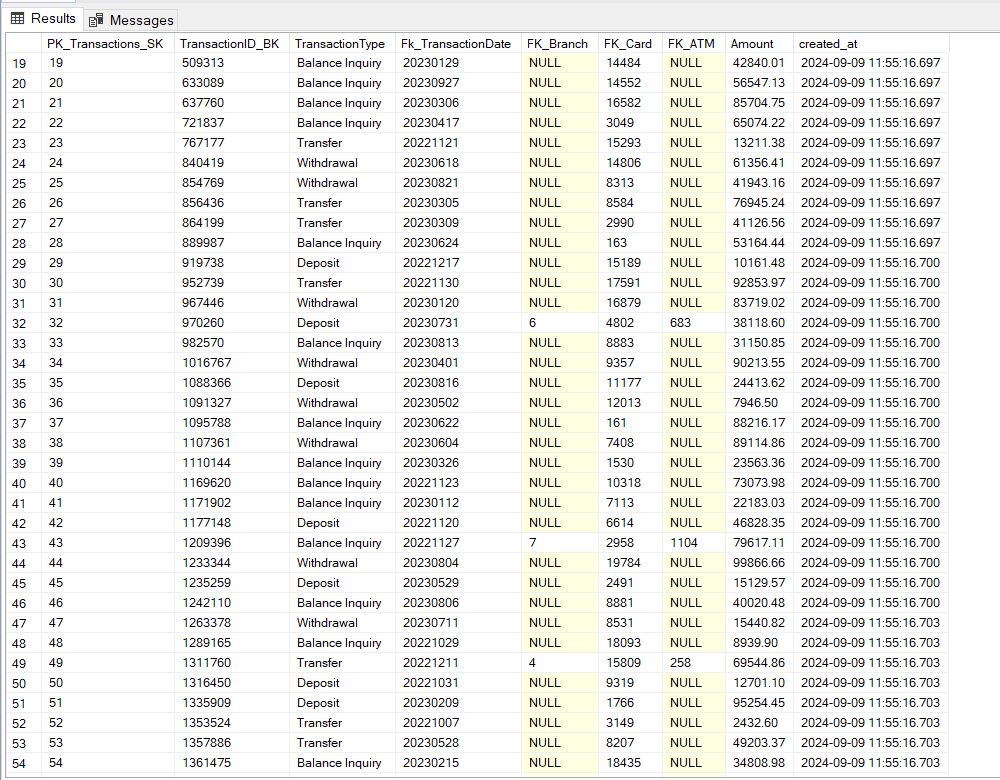 Results Messages
PK_Transactions_SK TransactionID_BK TransactionType Fk_TransactionDate FK_Branch FK_Card FK_ATM Amount created_at
19 19 509313 Balance Inquiry 20230129 NULL 14484 NULL 42840.01 2024-09-09 11:55:16.697
20 20 633089 Balance Inquiry 20230927 NULL 14552 NULL 56547.13 2024-09-09 11:55:16.697
21 21 637760 Balance Inquiry 20230306 NULL 16582 NULL 85704.75 2024-09-09 11:55:16.697
22 22 721837 Balance Inquiry 20230417 NULL 3049 NULL 65074.22 2024-09-09 11:55:16.697
23 23 767177 Transfer 20221121 NULL 15293 NULL 13211.38 2024-09-09 11:55:16.697
24 24 840419 Withdrawal 20230618 NULL 14806 NULL 61356.41 2024-09-09 11:55:16.697
25 25 854769 Withdrawal 20230821 NULL 8313 NULL 41943.16 2024-09-09 11:55:16.697
26 26 856436 Transfer 20230305 NULL 8584 NULL 76945.24 2024-09-09 11:55:16.697
27 27 864199 Transfer 20230309 NULL 2990 NULL 41126.56 2024-09-09 11:55:16.697
28 28 889987 Balance Inquiry 20230624 NULL 163 NULL 53164.44 2024-09-09 11:55:16.697
29 29 919738 Deposit 20221217 NULL 15189 NULL 10161.48 2024-09-09 11:55:16.700
30 30 952739 Transfer 20221130 NULL 17591 NULL 92853.97 2024-09-09 11:55:16.700
31 31 967446 Withdrawal 20230120 NULL 16879 NULL 83719.02 2024-09-09 11:55:16.700
32 32 970260 Deposit 20230731 6 4802 683 38118.60 2024-09-09 11:55:16.700
33 33 982570 Balance Inquiry 20230813 NULL 8883 NULL 31150.85 2024-09-09 11:55:16.700
34 34 1016767 Withdrawal 20230401 NULL 9357 NULL 90213.55 2024-09-09 11:55:16.700
35 35 1088366 Deposit 20230816 NULL 11177 NULL 24413.62 2024-09-09 11:55:16.700
36 36 1091327 Withdrawal 20230502 NULL 12013 NULL 7946.50 2024-09-09 11:55:16.700
37 37 1095788 Balance Inquiry 20230622 NULL 161 NULL 88216.17 2024-09-09 11:55:16.700
38 38 1107361 Withdrawal 20230604 NULL 7408 NULL 89114.86 2024-09-09 11:55:16.700
39 39 1110144 Balance Inquiry 20230326 NULL 1530 NULL 23563.36 2024-09-09 11:55:16.700
40 40 1169620 Balance Inquiry 20221123 NULL 10318 NULL 73073.98 2024-09-09 11:55:16.700
41 41 1171902 Balance Inquiry 20230112 NULL 7113 NULL 22183.03 2024-09-09 11:55:16.700
42 42 1177148 Deposit 20221120 NULL 6614 NULL 46828.35 2024-09-09 11:55:16.700
43 43 1209396 Balance Inquiry 20221127 7 2958 1104 79617.11 2024-09-09 11:55:16.700
44 44 1233344 Withdrawal 20230804 NULL 19784 NULL 99866.66 2024-09-09 11:55:16.700
45 45 1235259 Deposit 20230529 NULL 2491 NULL 15129.57 2024-09-09 11:55:16.700
46 46 1242110 Balance Inquiry 20230806 NULL 8881 NULL 40020.48 2024-09-09 11:55:16.700
47 47 1263378 Withdrawal 20230711 NULL 8531 NULL 15440.82 2024-09-09 11:55:16.703
48 48 1289165 Balance Inquiry 20221029 NULL 18093 NULL 8939.90 2024-09-09 11:55:16.703
49 49 1311760 Transfer 20221211 4 15809 258 69544.86 2024-09-09 11:55:16.703
50 50 1316450 Deposit 20221031 NULL 9319 NULL 12701.10 2024-09-09 11:55:16.703
51 51 1335909 Deposit 20230209 NULL 1766 NULL 95254.45 2024-09-09 11:55:16.703
52 52 1353524 Transfer 20221007 NULL 3149 NULL 2432.60 2024-09-09 11:55:16.703
53 53 1357886 Transfer 20230528 NULL 8207 NULL 49203.37 2024-09-09 11:55:16.703
54 54 1361475 Balance Inquiry 20230215 NULL 18435 NULL 34808.98 2024-09-09 11:55:16.703